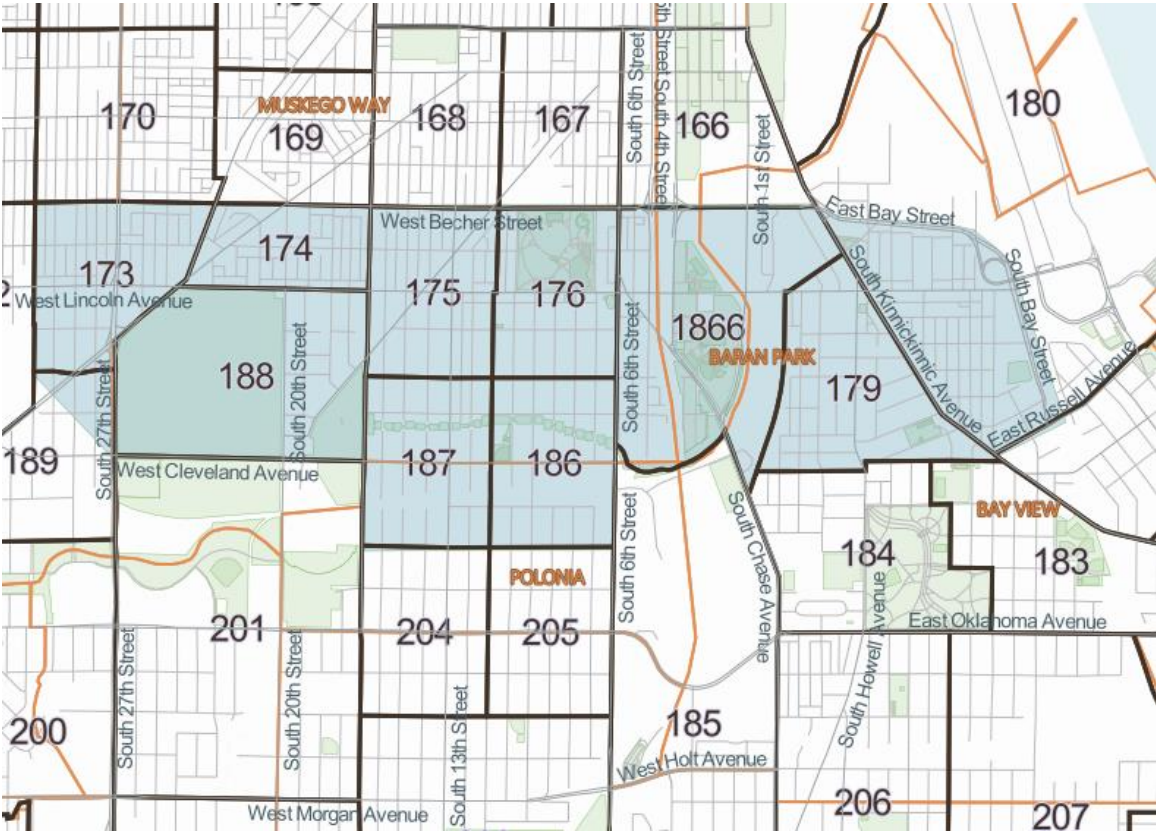 South 6th Street
5th Street
South 4th Street
180
170
MUSKEGO WAY
169
168
167
166
South 1st Street
West Becher Street
East Bay Street
173
174
175
176
South Kinnickinnic Avenue
South Bay Street
2
West Lincoln Avenue
South 6th Street
1866
BARAN PARK
188
South 20th Street
179
East Russell Avenue
South 27th Street
189
West Cleveland Avenue
187
186
South 6th Street
South Chase Avenue
BAY VIEW
184
183
POLONIA
South Howell Avenue
East Oklahoma Avenue
201
204
205
South 27th Street
South 20th Street
South 13th Street
200
185
West Holt Avenue
West Morgan Avenue
206
207